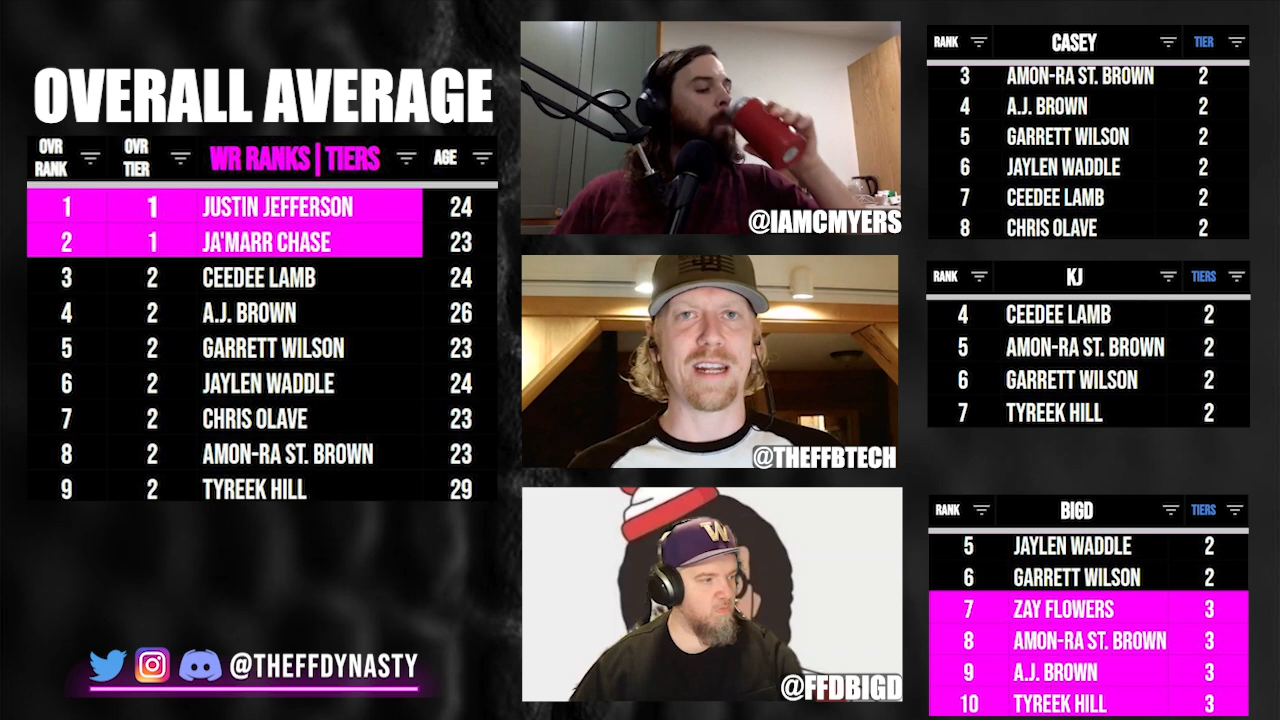 OVERALL AVERAGE
OVR RANK OVR TIER WR RANKS | TIERS AGE
1 1 JUSTIN JEFFERSON 24
2 1 JA'MARR CHASE 23
3 2 CEEDEE LAMB 24
4 2 A.J. BROWN 26
5 2 GARRETT WILSON 23
6 2 JAYLEN WADDLE 24
7 2 CHRIS OLAVE 23
8 2 AMON-RA ST. BROWN 23
9 2 TYREEK HILL 29
@THEFFDYNASTY
@IAMCMYERS
@THEFFBTECH
W
@FFDBIGD
RANK CASEY TIER
3 AMON-RA ST. BROWN 2
4 A.J. BROWN 2
5 GARRETT WILSON 2
6 JAYLEN WADDLE 2
7 CEEDEE LAMB 2
8 CHRIS OLAVE 2
RANK KJ TIERS
4 CEEDEE LAMB 2
5 AMON-RA ST. BROWN 2
6 GARRETT WILSON 2
7 TYREEK HILL 2
RANK BIGD TIERS
5 JAYLEN WADDLE 2
6 GARRETT WILSON 2
7 ZAY FLOWERS 3
8 AMON-RA ST. BROWN 3
9 A.J. BROWN 3
10 TYREEK HILL 3